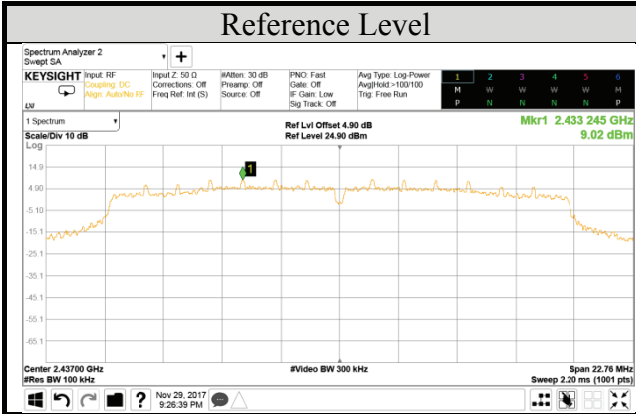 Reference Level
Spectrum Analyzer 2
Swept SA
+
KEYSIGHT
Input: RF
Coupling: DC
Align: Auto/No RF
Input Z: 50 Ω
Corrections: Off
Freq Ref: Int (S)
#Atten: 30 dB
Preamp: Off
Source: Off
PNO: Fast
Gate: Off
IF Gain: Low
Sig Track: Off
Avg Type: Log-Power
Avg|Hold:>100/100
Trig: Free Run
1 2 3 4 5 6
M W W W W W
P N N N N N
LXI
1 Spectrum
Scale/Div 10 dB
Ref Lvl Offset 4.90 dB
Ref Level 24.90 dBm
Mkr1 2.433 245 GHz
9.02 dBm
Log
1
14.9
4.90
-5.10
-15.1
-25.1
-35.1
-45.1
-55.1
-65.1
Center 2.43700 GHz
#Video BW 300 kHz
Span 22.76 MHz
#Res BW 100 kHz
Sweep 2.20 ms (1001 pts)
?
Nov 29, 2017
9:26:39 PM